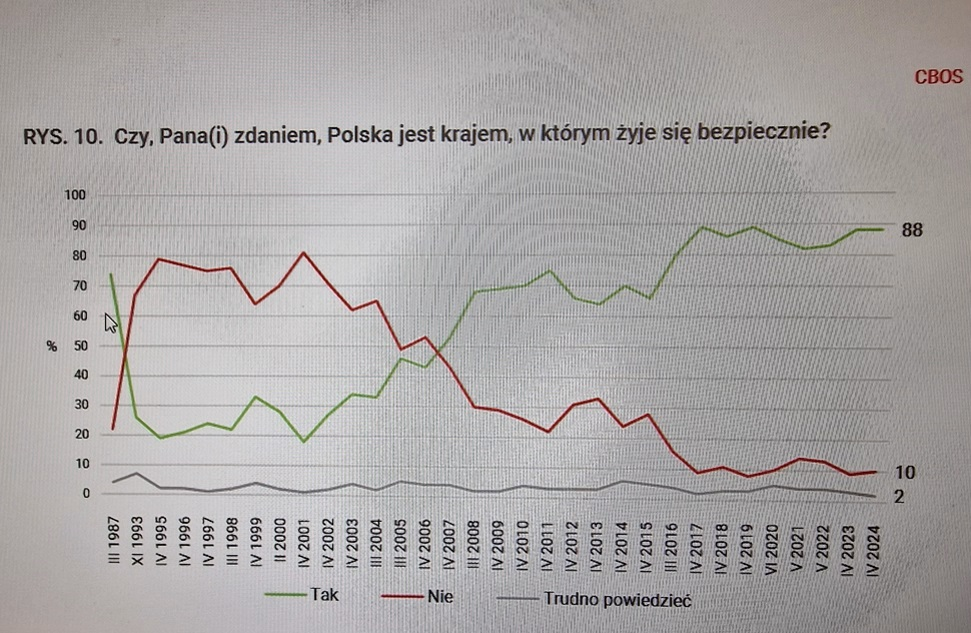 CBOS
RYS. 10. Czy, Pana(i) zdaniem, Polska jest krajem, w którym żyje się bezpiecznie?
100
90
80
70
60
%
50
40
30
20
10
0
88
10
2
III 1987
XI 1993
IV 1995
IV 1996
IV 1997
III 1998
IV 1999
II 2000
IV 2001
IV 2002
IV 2003
III 2004
III 2005
IV 2006
IV 2007
III 2008
IV 2009
IV 2010
IV 2011
IV 2012
IV 2013
IV 2014
IV 2015
III 2016
IV 2017
IV 2018
IV 2019
VI 2020
V 2021
V 2022
IV 2023
IV 2024
Tak
Nie
Trudno powiedzieć